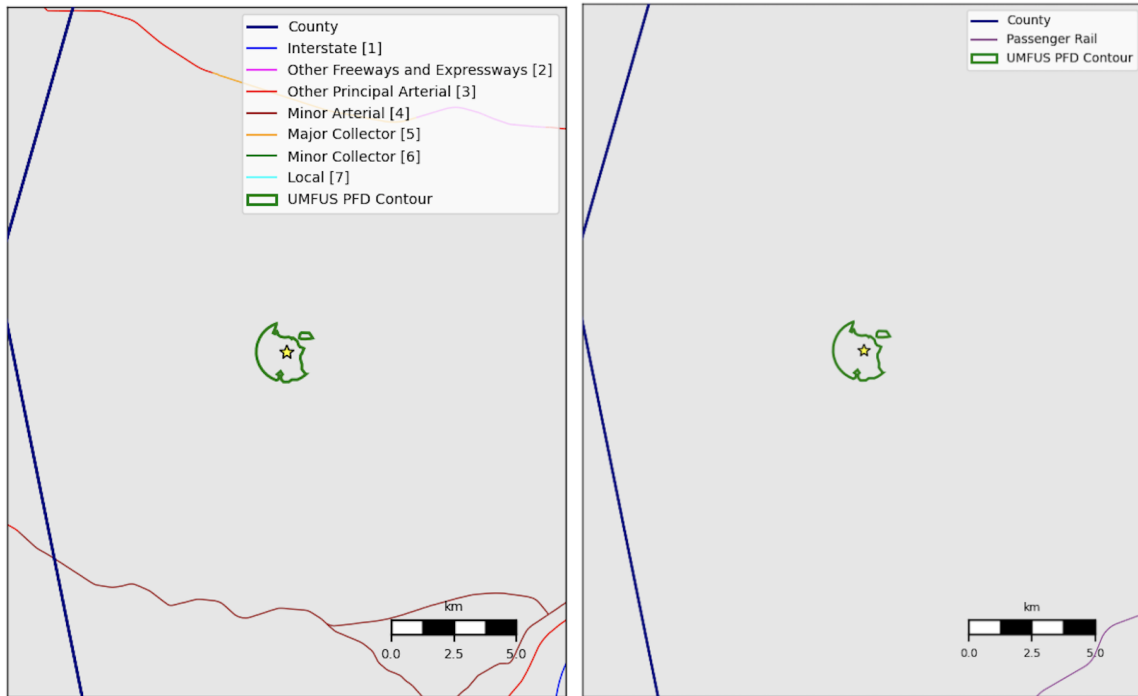 County
Interstate [1]
Other Freeways and Expressways [2]
Other Principal Arterial [3]
Minor Arterial [4]
Major Collector [5]
Minor Collector [6]
Local [7]
UMFUS PFD Contour
km
0.0 2.5 5.0
County
Passenger Rail
UMFUS PFD Contour
km
0.0 2.5 5.0